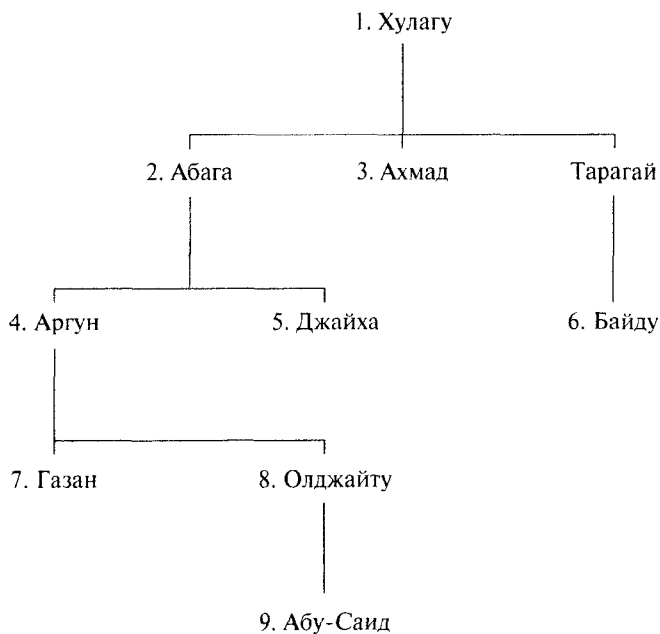 1. Хулагу
2. Абага 3. Ахмад Тарагай
4. Аргун 5. Джайха 6. Байду
7. Газан 8. Олджайту
9. Абу-Саид